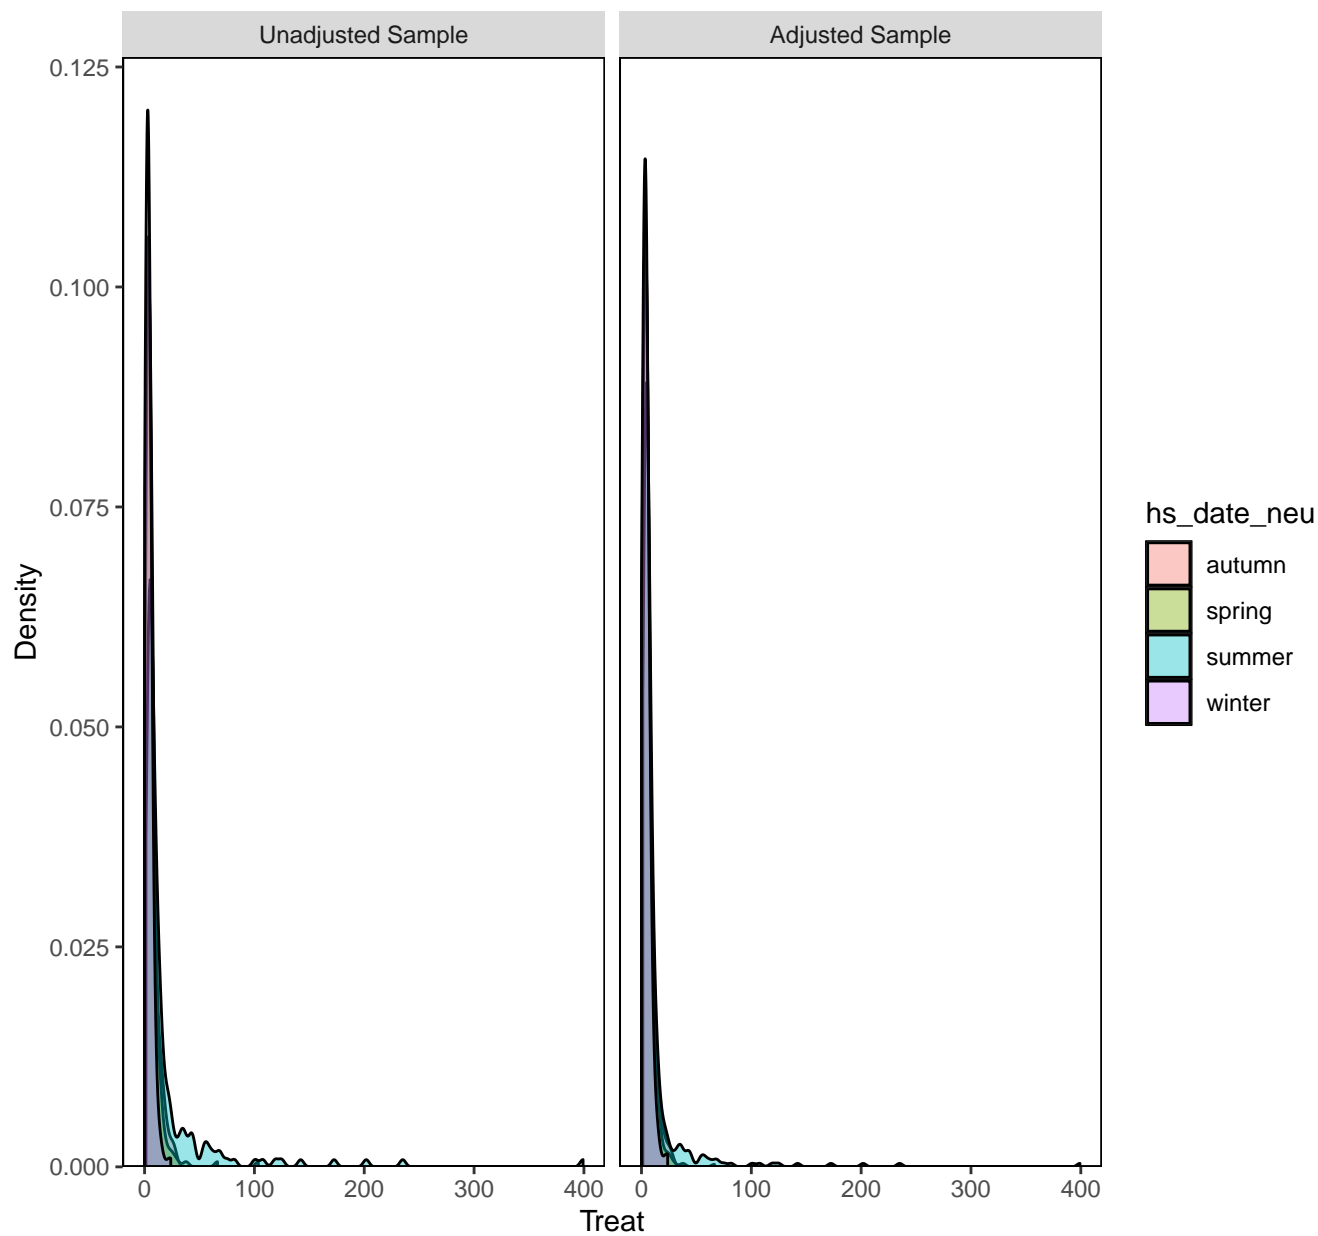 Unadjusted Sample
Adjusted Sample
0.125
0.100
0.075
0.050
0.025
0.000
Density
0 100 200 300 400
0 100 200 300 400
Treat
hs_date_neu
autumn
spring
summer
winter